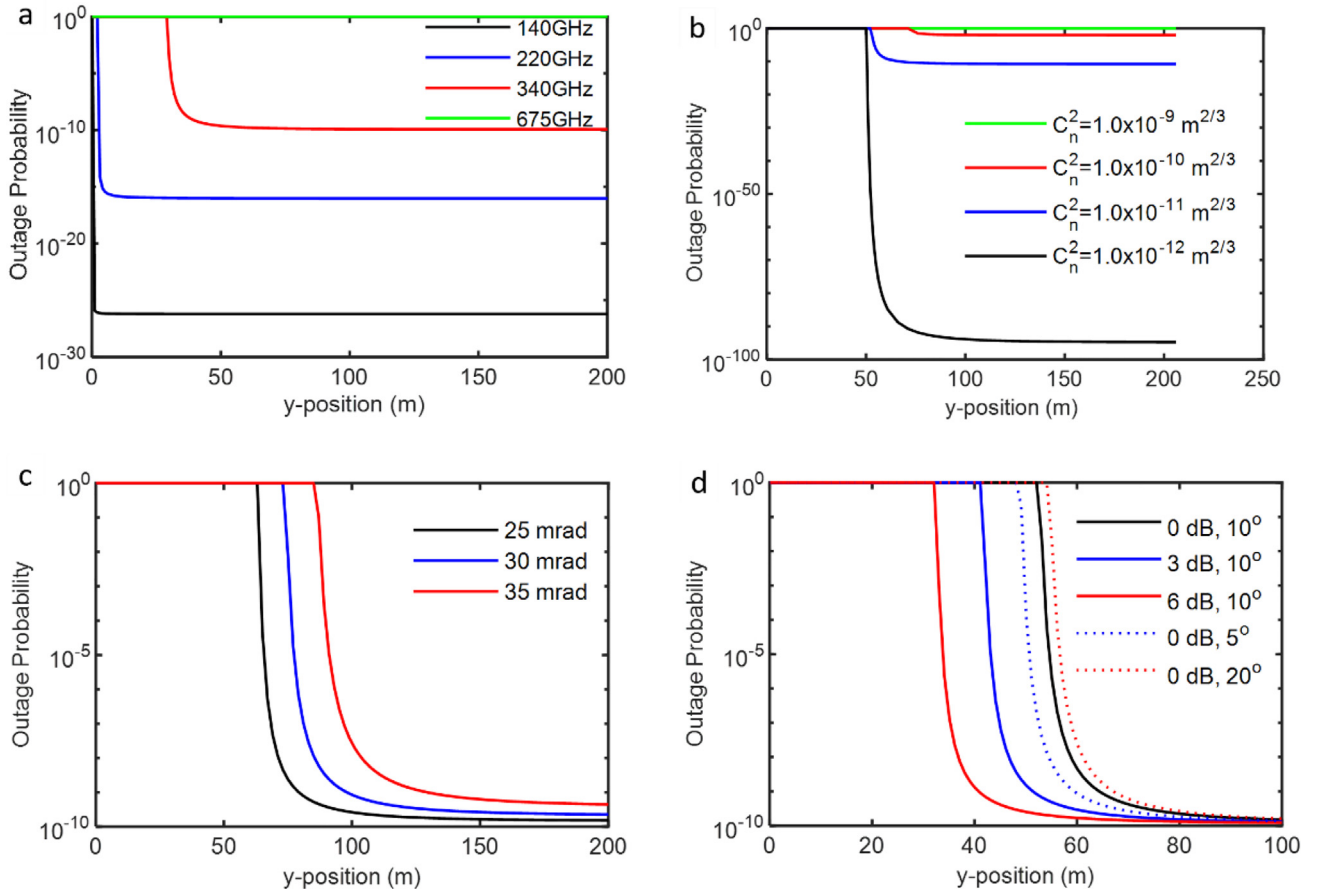 a
10^0
10^-10
10^-20
10^-30
Outage Probability
0
50
100
150
200
y-position (m)
140GHz
220GHz
340GHz
675GHz
b
10^0
10^-50
10^-100
Outage Probability
0
50
100
150
200
250
y-position (m)
C_n^2=1.0x10^-9 m^2/3
C_n^2=1.0x10^-10 m^2/3
C_n^2=1.0x10^-11 m^2/3
C_n^2=1.0x10^-12 m^2/3
c
10^0
10^-5
10^-10
Outage Probability
0
50
100
150
200
y-position (m)
25 mrad
30 mrad
35 mrad
d
10^0
10^-5
10^-10
Outage Probability
0
20
40
60
80
100
y-position (m)
0 dB, 10°
3 dB, 10°
6 dB, 10°
0 dB, 5°
0 dB, 20°